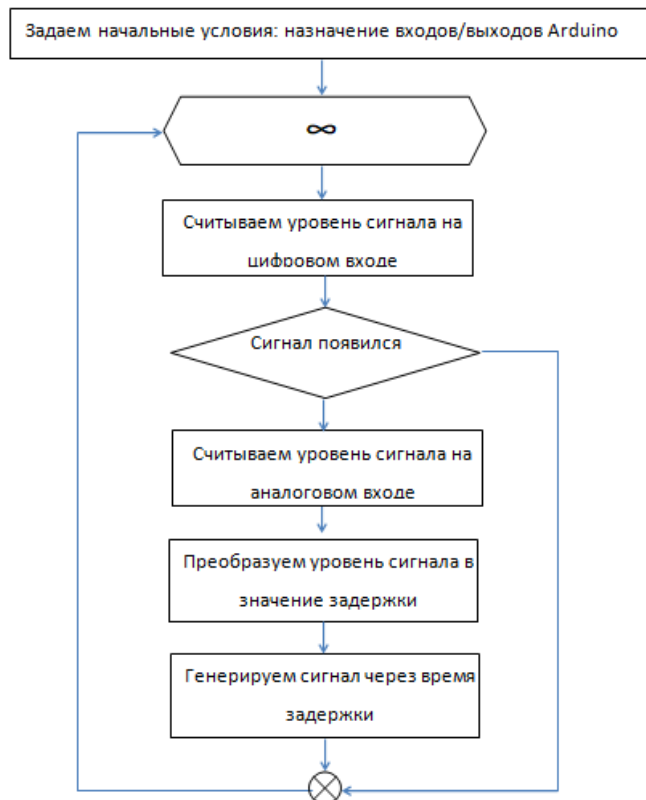 Задаем начальные условия: назначение входов/выходов Arduino
∞
Считываем уровень сигнала на
цифровом входе
Сигнал появился
Считываем уровень сигнала на
аналоговом входе
Преобразуем уровень сигнала в
значение задержки
Генерируем сигнал через время
задержки